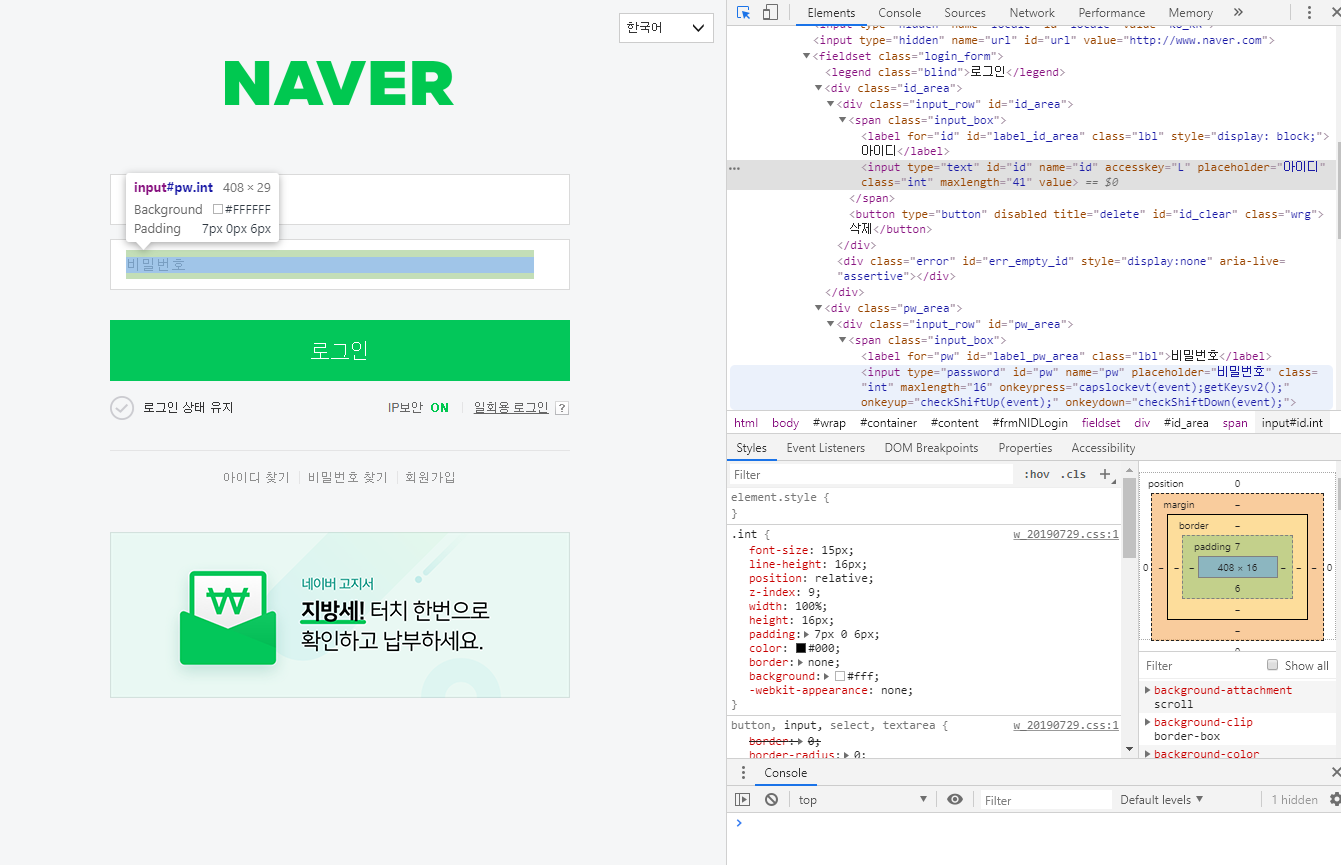 한국어
NAVER
input#pw.int 408 × 29
Background #FFFFFF
Padding 7px 0px 6px
비밀번호
로그인
로그인 상태 유지
IP보안 ON
일회용 로그인 ?
아이디 찾기
비밀번호 찾기
회원가입
네이버 고지서
지방세! 터치 한번으로
확인하고 납부하세요.
Elements Console Sources Network Performance Memory »
<input type="hidden" name="url" id="url" value="http://www.naver.com">
▼<fieldset class="login_form">
<legend class="blind">로그인</legend>
▼<div class="id_area">
▼<div class="input_row" id="id_area">
▼<span class="input_box">
<label for="id" id="label_id_area" class="lbl" style="display: block;">
아이디</label>
<input type="text" id="id" name="id" accesskey="L" placeholder="아이디"
class="int" maxlength="41" value> == $0
</span>
<button type="button" disabled title="delete" id="id_clear" class="wrg">
삭제</button>
</div>
<div class="error" id="err_empty_id" style="display:none" aria-live=
"assertive"></div>
</div>
▼<div class="pw_area">
▼<div class="input_row" id="pw_area">
▼<span class="input_box">
<label for="pw" id="label_pw_area" class="lbl">비밀번호</label>
<input type="password" id="pw" name="pw" placeholder="비밀번호" class=
"int" maxlength="16" onkeypress="capslockevt(event);getKeysv2();"
onkeyup="checkShiftUp(event);" onkeydown="checkShiftDown(event);">
html body #wrap #container #content #frmNIDLogin fieldset div #id_area span input#id.int
Styles Event Listeners DOM Breakpoints Properties Accessibility
Filter :hov .cls +
element.style {
}
.int { w_20190729.css:1
font-size: 15px;
line-height: 16px;
position: relative;
z-index: 9;
width: 100%;
height: 16px;
padding:▶7px 0 6px;
color: #000;
border:▶none;
background:▶#fff;
-webkit-appearance: none;
}
button, input, select, textarea { w_20190729.css:1
border:▶0;
border-radius:▶0;
position 0
margin –
border –
padding 7
0 – – – 408 × 16 – – – 0
6
–
–
0
Filter Show all
▶background-attachment
scroll
▶background-clip
border-box
▶background-color
Console
top ▼ Filter Default levels ▼ 1 hidden
>